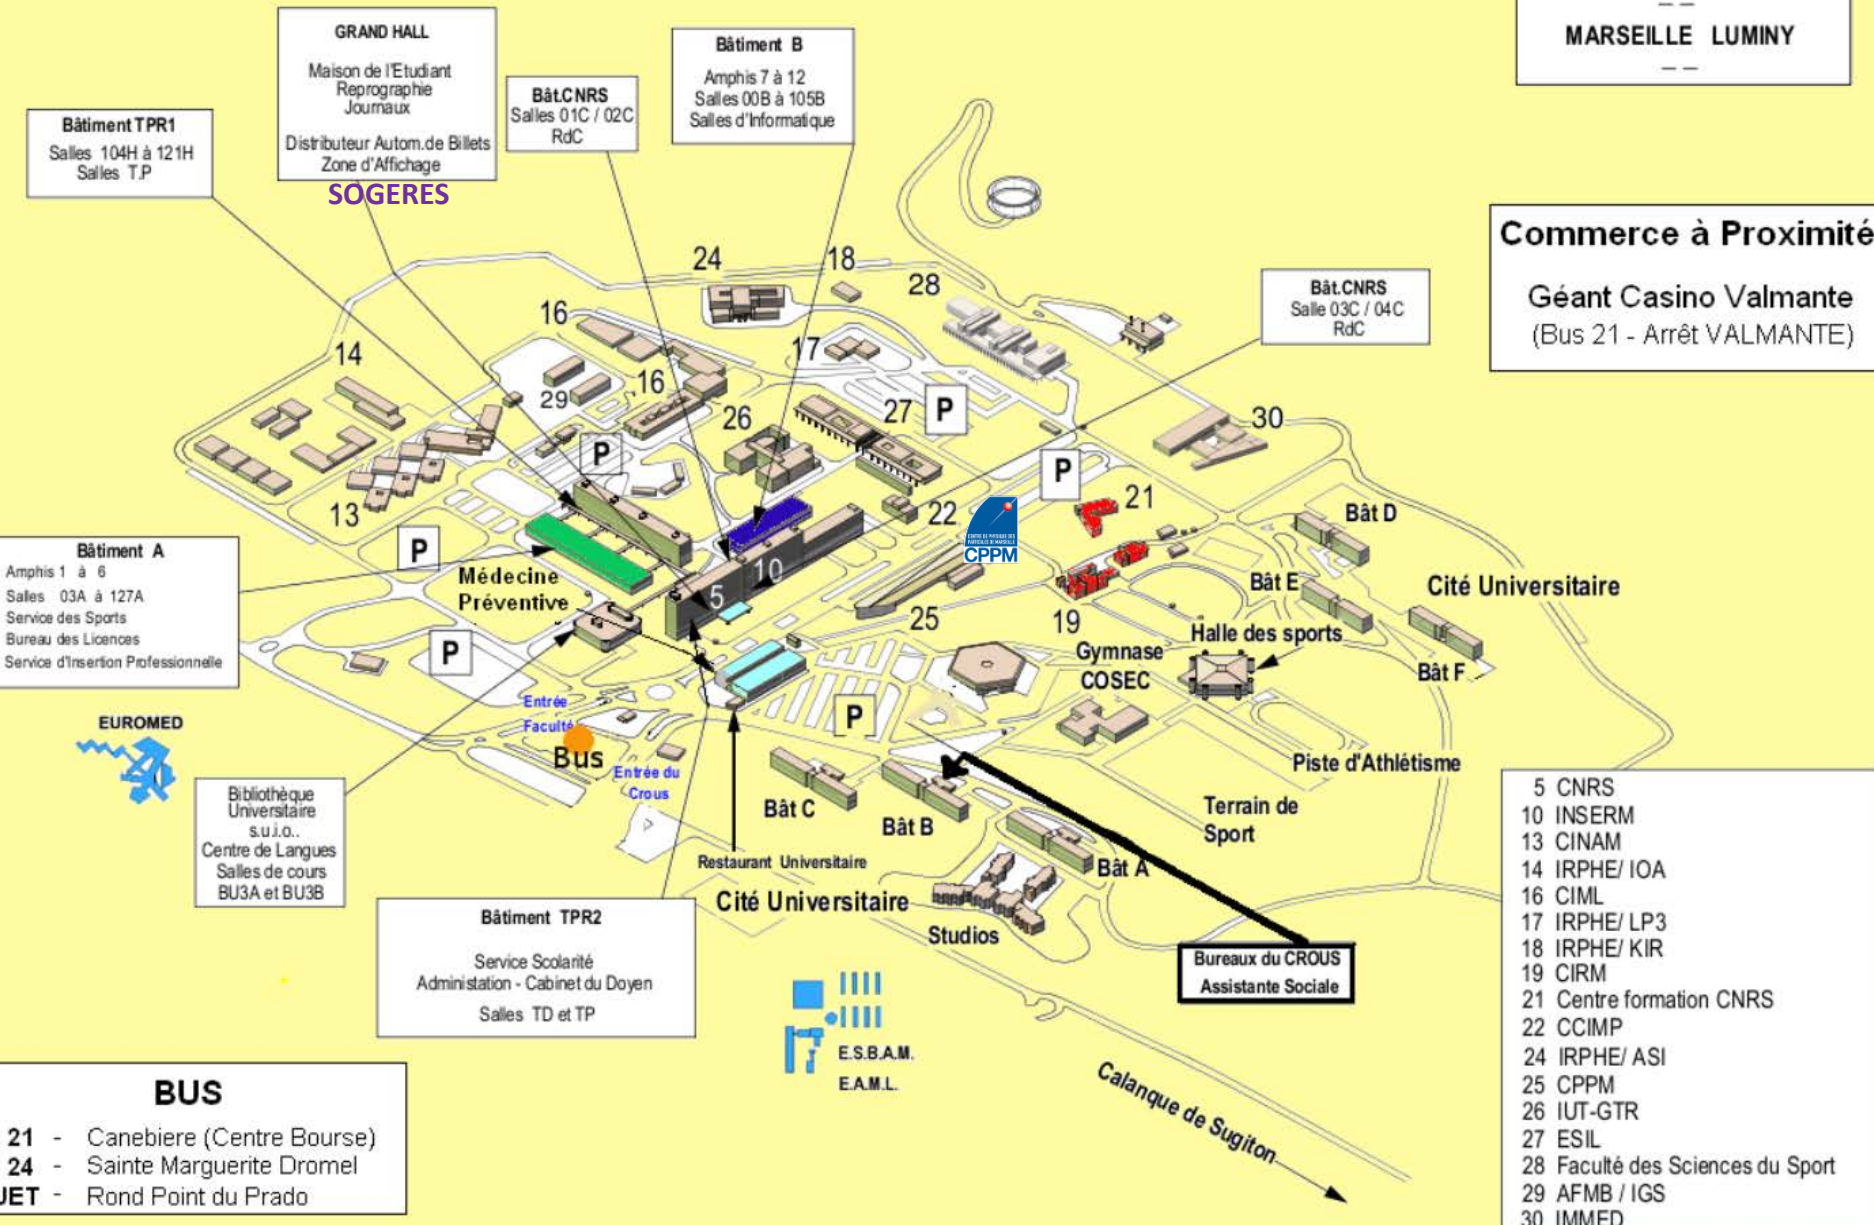 MARSEILLE LUMINY
GRAND HALL
Maison de l'Etudiant
Reprographie
Journaux
Distributeur Autom.de Billets
Zone d'Affichage
SOGERES
Bâtiment B
Amphis 7 à 12
Salles 00B à 105B
Salles d'Informatique
Bât.CNRS
Salles 01C / 02C
RdC
Bâtiment TPR1
Salles 104H à 121H
Salles T.P
Commerce à Proximité
Géant Casino Valmante
(Bus 21 - Arrêt VALMANTE)
Bât.CNRS
Salle 03C / 04C
RdC
24
18
28
16
14
17
16
29
26
27
P
30
P
P
13
22
21
CENTRE DE PHYSIQUE DES
PARTICULES DE MARSEILLE
CPPM
Bât D
P
Bâtiment A
Amphis 1 à 6
Salles 03A à 127A
Service des Sports
Bureau des Licences
Service d'Insertion Professionnelle
Médecine
Préventive
10
5
Bât E
Cité Universitaire
25
19
Halle des sports
P
Gymnase
COSEC
Bât F
Entrée
Faculté
P
EUROMED
Bus
Entrée du
Crous
Piste d'Athlétisme
Bât C
Bât B
Terrain de
Sport
Bibliothèque
Universitaire
s.u.i.o..
Centre de Langues
Salles de cours
BU3A et BU3B
Restaurant Universitaire
Bât A
Cité Universitaire
Studios
Bâtiment TPR2
Service Scolarité
Administation - Cabinet du Doyen
Salles TD et TP
Bureaux du CROUS
Assistante Sociale
E.S.B.A.M.
E.A.M.L.
Calanque de Sugiton
BUS
21 - Canebiere (Centre Bourse)
24 - Sainte Marguerite Dromel
UET - Rond Point du Prado
5 CNRS
10 INSERM
13 CINAM
14 IRPHE/ IOA
16 CIML
17 IRPHE/ LP3
18 IRPHE/ KIR
19 CIRM
21 Centre formation CNRS
22 CCIMP
24 IRPHE/ ASI
25 CPPM
26 IUT-GTR
27 ESIL
28 Faculté des Sciences du Sport
29 AFMB / IGS
30 IMMED